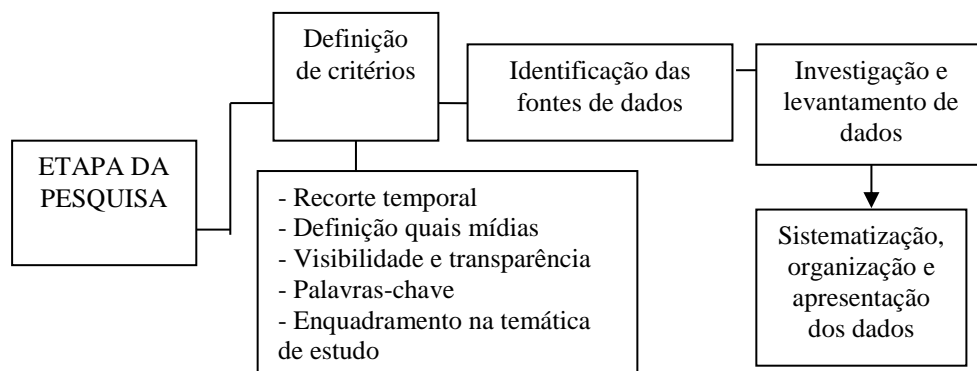 ETAPA DA
PESQUISA
Definição
de critérios
- Recorte temporal
- Definição quais mídias
- Visibilidade e transparência
- Palavras-chave
- Enquadramento na temática
de estudo
Identificação das
fontes de dados
Investigação e
levantamento de
dados
Sistematização,
organização e
apresentação
dos dados